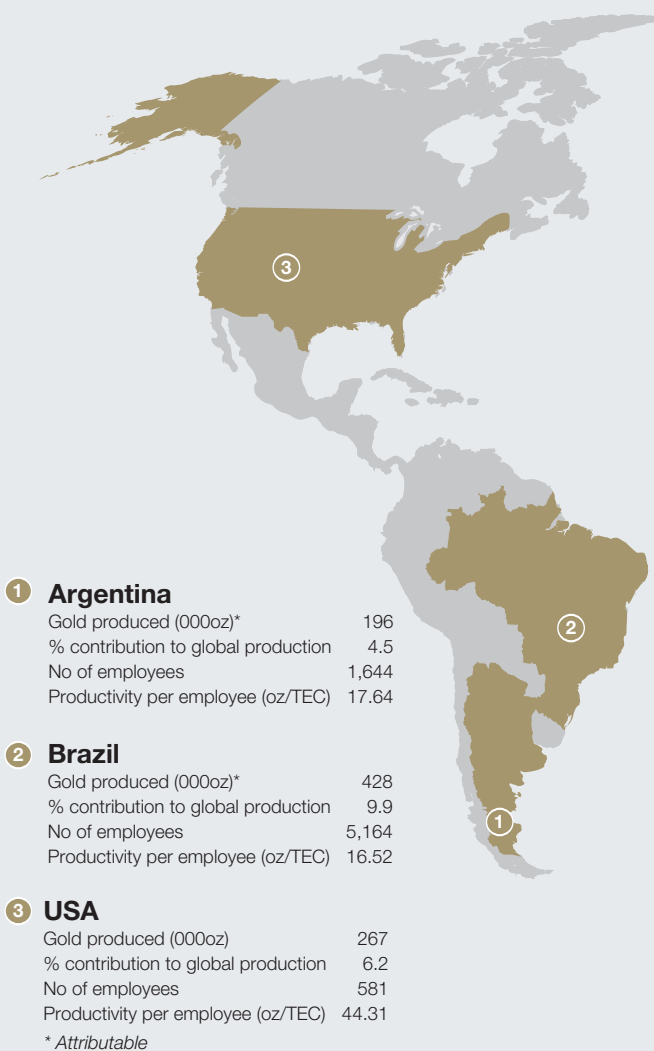 3
2
1
1 Argentina
Gold produced (000oz)* 196
% contribution to global production 4.5
No of employees 1,644
Productivity per employee (oz/TEC) 17.64
2 Brazil
Gold produced (000oz)* 428
% contribution to global production 9.9
No of employees 5,164
Productivity per employee (oz/TEC) 16.52
3 USA
Gold produced (000oz) 267
% contribution to global production 6.2
No of employees 581
Productivity per employee (oz/TEC) 44.31
* Attributable